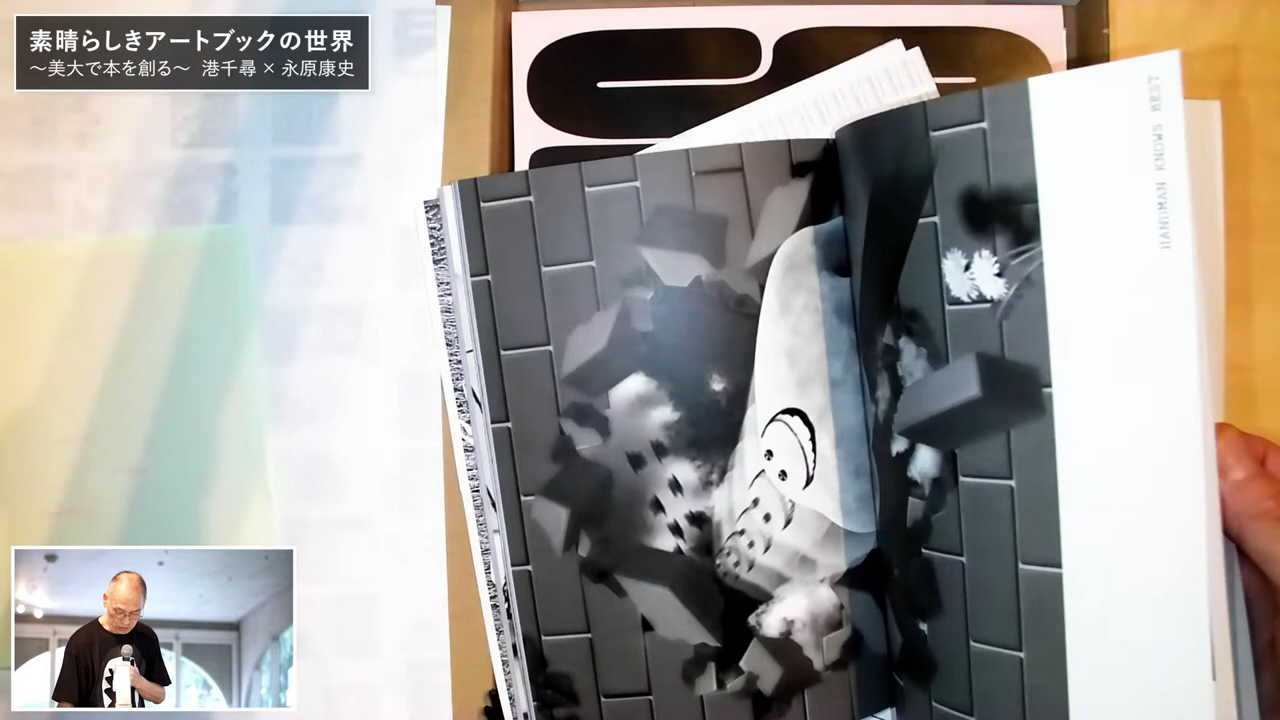 素晴らしきアートブックの世界
〜美大で本を創る〜 港千尋 × 永原康史
HANDMAN KNOWS BEST